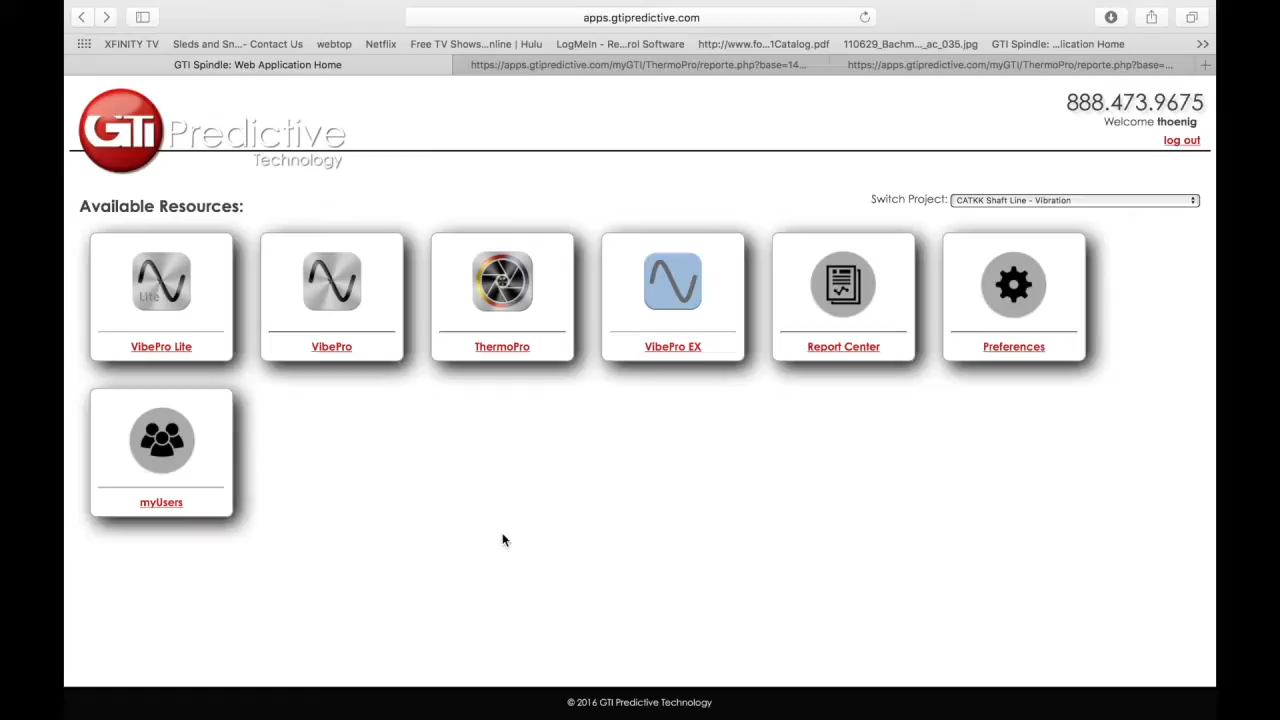 apps.gtipredictive.com
XFINITY TV Sleds and Sn...- Contact Us webtop Netflix Free TV Shows...nline | Hulu LogMeIn - Re...rol Software http://www.fo...1Catalog.pdf 110629_Bachm..._ac_035.jpg GTI Spindle: ...lication Home >>
GTI Spindle: Web Application Home https://apps.gtipredictive.com/myGTI/ThermoPro/reporte.php?base=14... https://apps.gtipredictive.com/myGTI/ThermoPro/reporte.php?base=... +
GTi Predictive
Technology
888.473.9675
Welcome thoenig
log out
Available Resources:
Switch Project: CATKK Shaft Line - Vibration
Lite
VibePro Lite VibePro ThermoPro VibePro EX Report Center Preferences
myUsers
© 2016 GTI Predictive Technology